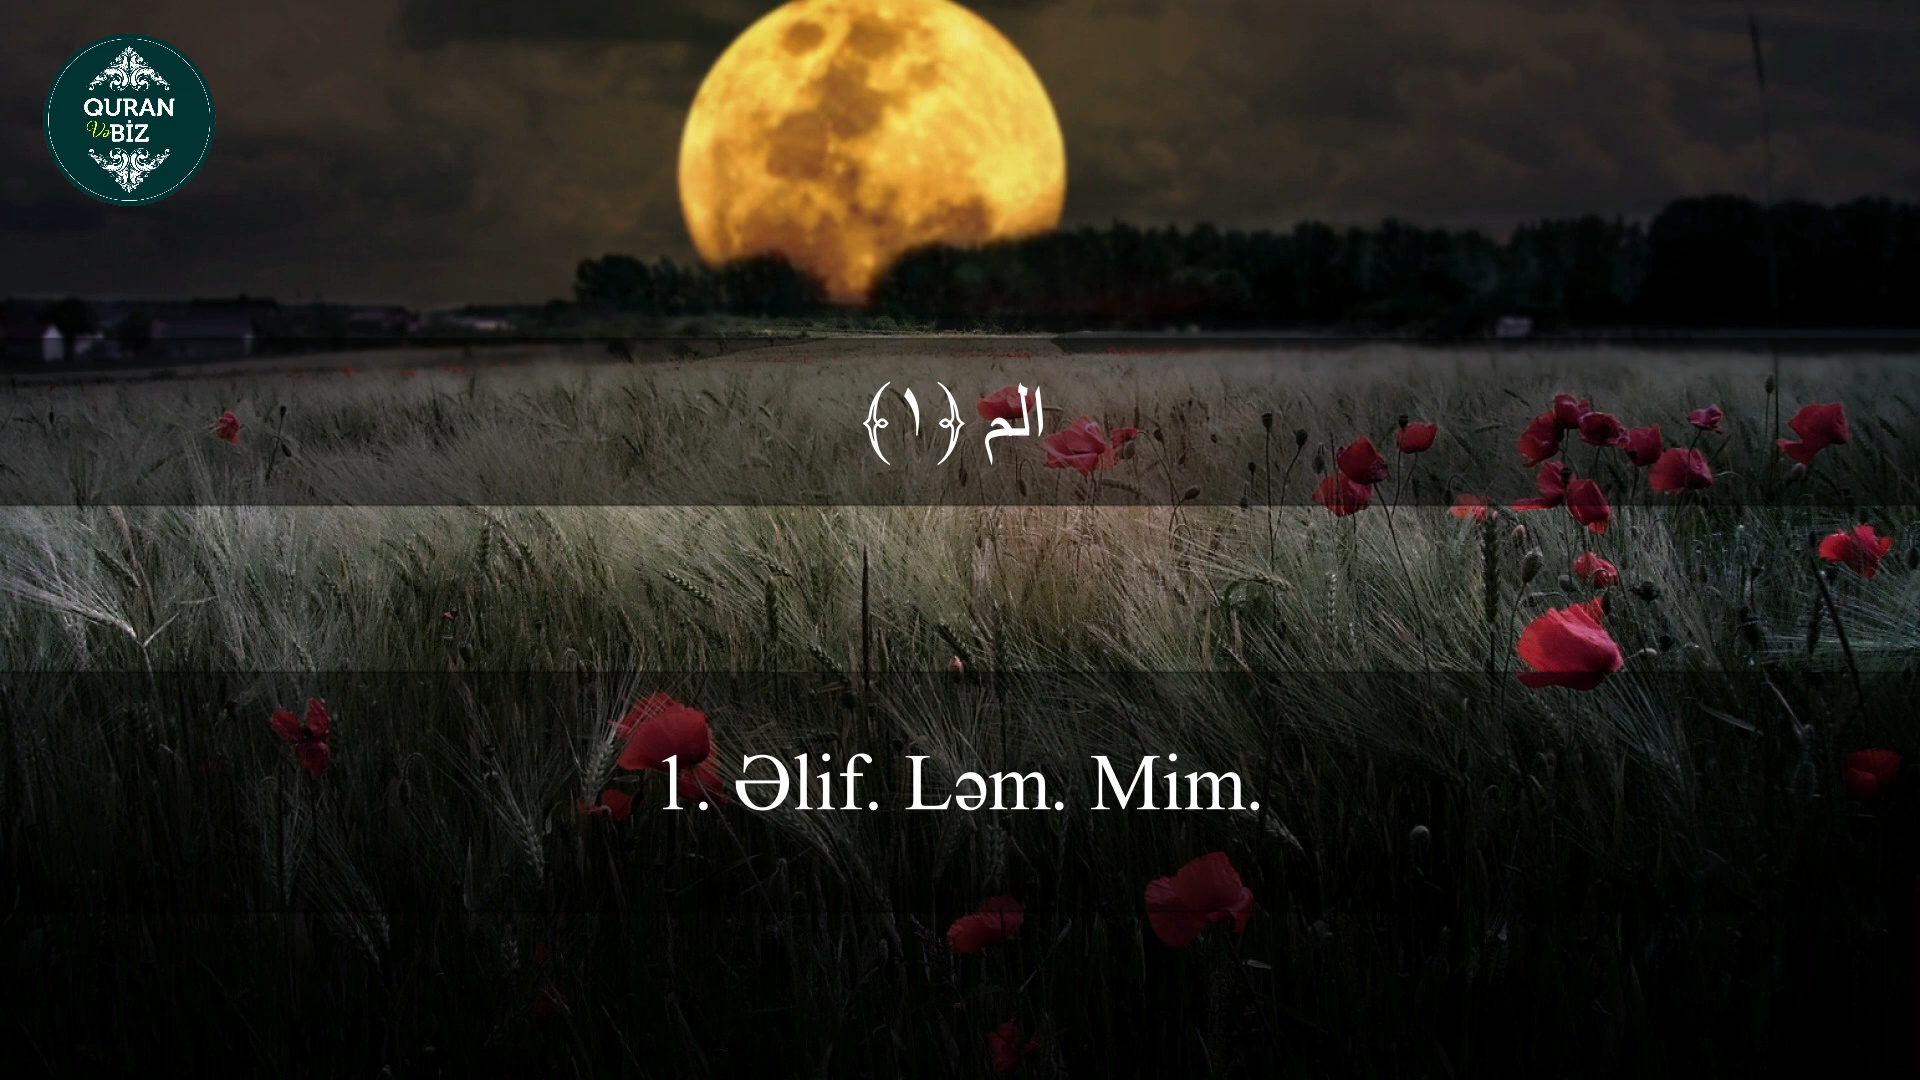 QURAN
Və BİZ
الم ﴿١﴾
1. Əlif. Ləm. Mim.